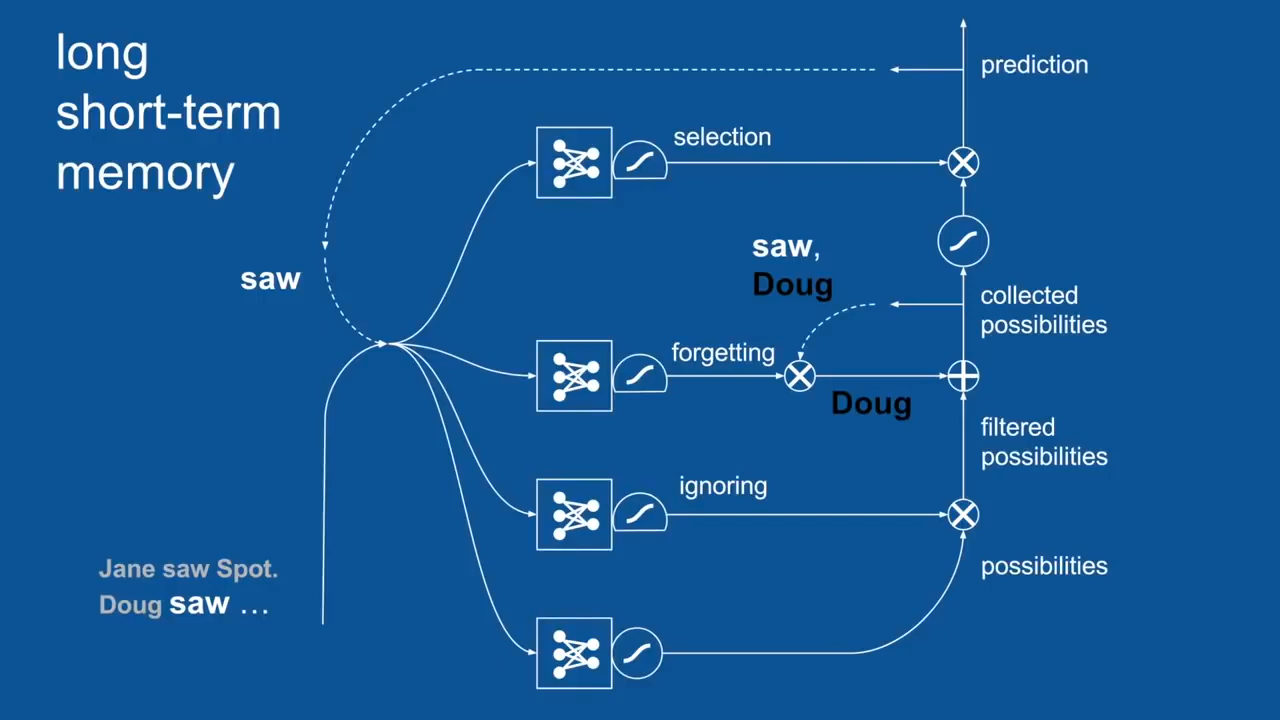 long
short-term
memory
prediction
selection
saw,
Doug
saw
collected
possibilities
forgetting
Doug
filtered
possibilities
ignoring
Jane saw Spot.
Doug saw ...
possibilities